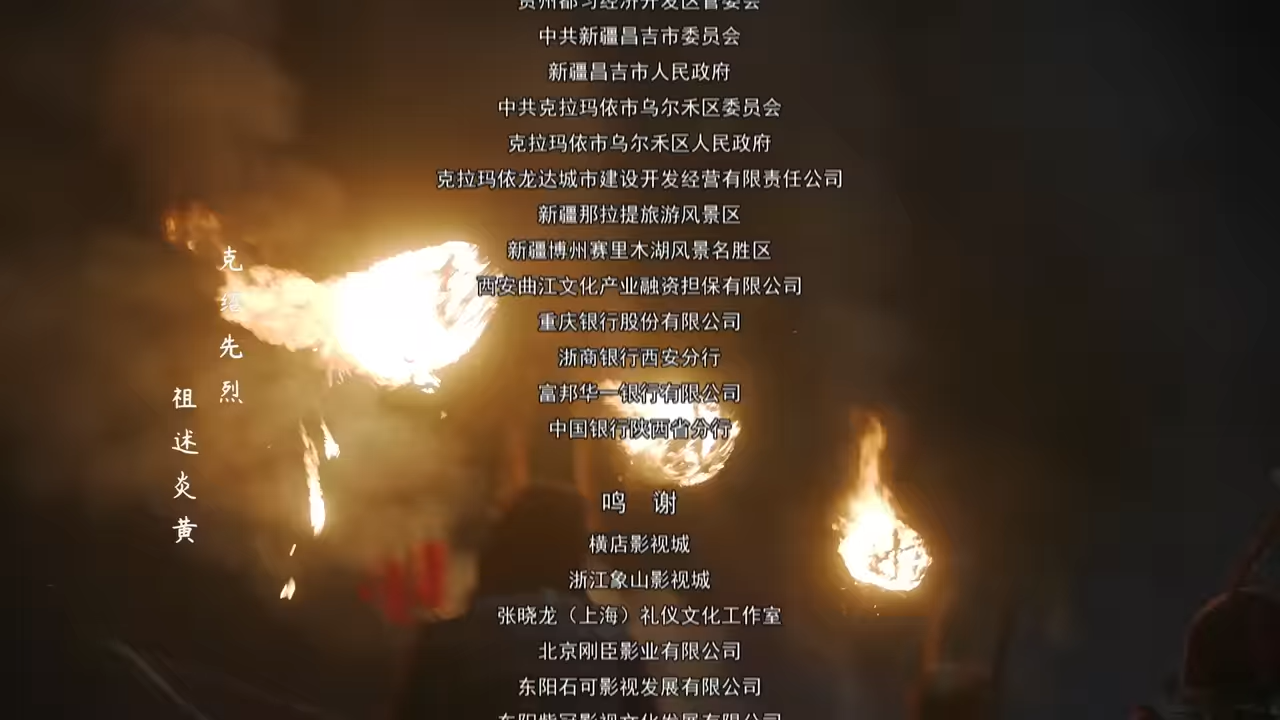 中共新疆昌吉市委员会
新疆昌吉市人民政府
中共克拉玛依市乌尔禾区委员会
克拉玛依市乌尔禾区人民政府
克拉玛依龙达城市建设开发经营有限责任公司
新疆那拉提旅游风景区
新疆博州赛里木湖风景名胜区
西安曲江文化产业融资担保有限公司
重庆银行股份有限公司
浙商银行西安分行
富邦华一银行有限公司
中国银行陕西省分行
鸣 谢
横店影视城
浙江象山影视城
张晓龙（上海）礼仪文化工作室
北京刚臣影业有限公司
东阳石可影视发展有限公司
克绍先烈
祖述炎黄